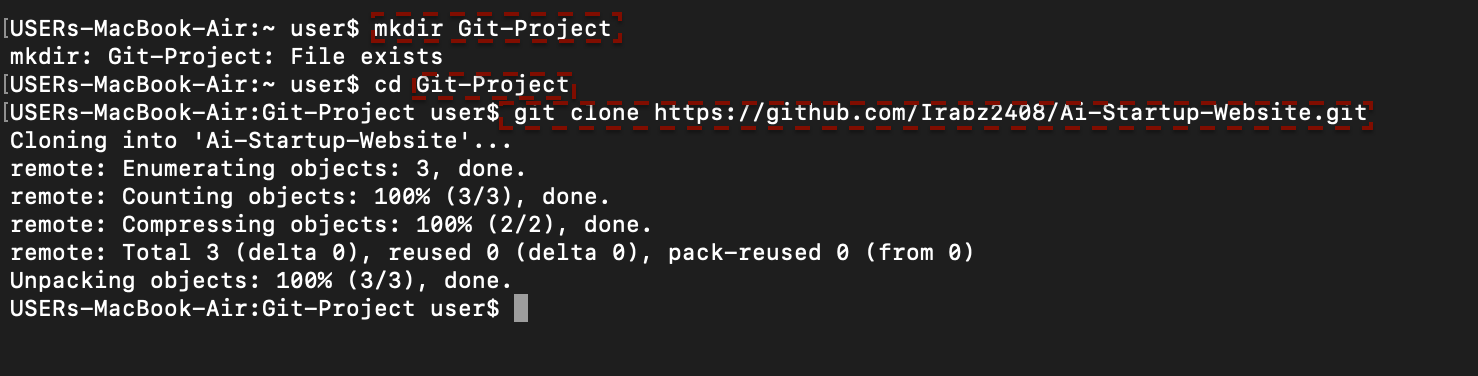 [USERs-MacBook-Air:~ user$ mkdir Git-Project
mkdir: Git-Project: File exists
[USERs-MacBook-Air:~ user$ cd Git-Project
[USERs-MacBook-Air:Git-Project user$ git clone https://github.com/Irabz2408/Ai-Startup-Website.git
Cloning into 'Ai-Startup-Website'...
remote: Enumerating objects: 3, done.
remote: Counting objects: 100% (3/3), done.
remote: Compressing objects: 100% (2/2), done.
remote: Total 3 (delta 0), reused 0 (delta 0), pack-reused 0 (from 0)
Unpacking objects: 100% (3/3), done.
USERs-MacBook-Air:Git-Project user$